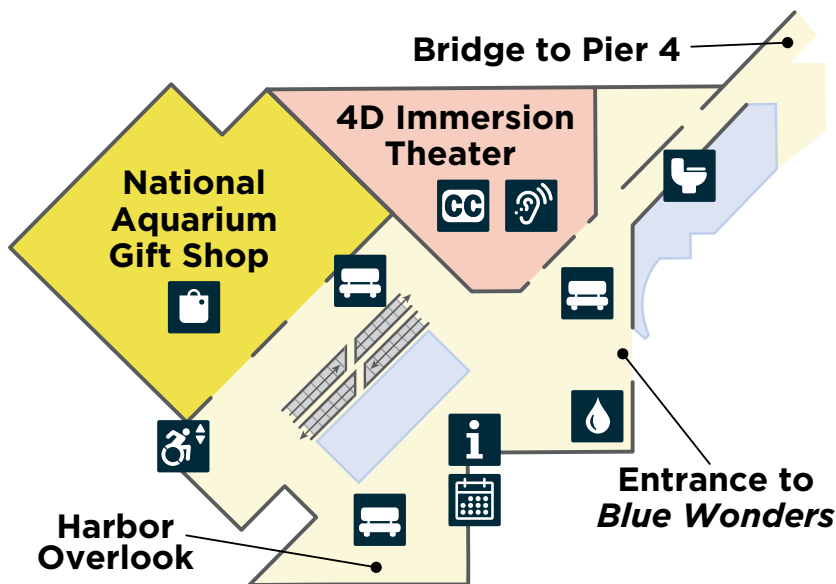 Bridge to Pier 4
4D Immersion
Theater
CC
National
Aquarium
Gift Shop
i
Entrance to
Blue Wonders
Harbor
Overlook